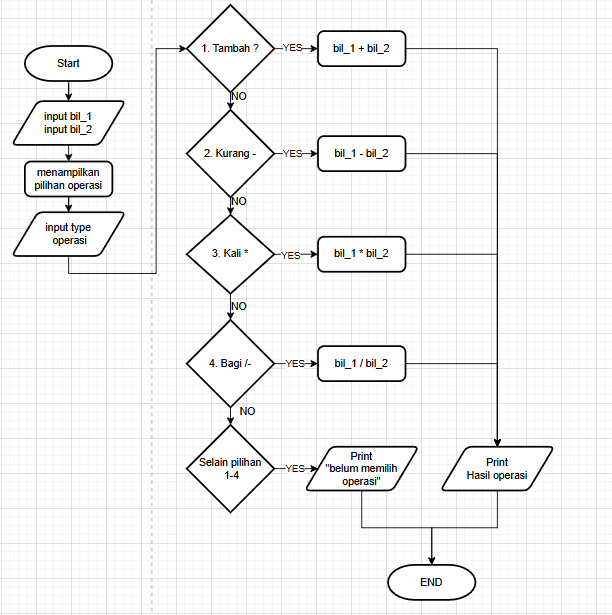 Start
input bil_1
input bil_2
menampilkan
pilihan operasi
input type
operasi
1. Tambah ?
YES
bil_1 + bil_2
NO
2. Kurang -
YES
bil_1 - bil_2
NO
3. Kali *
YES
bil_1 * bil_2
NO
4. Bagi /-
YES
bil_1 / bil_2
NO
Selain pilihan
1-4
YES
Print
"belum memilih
operasi"
Print
Hasil operasi
END